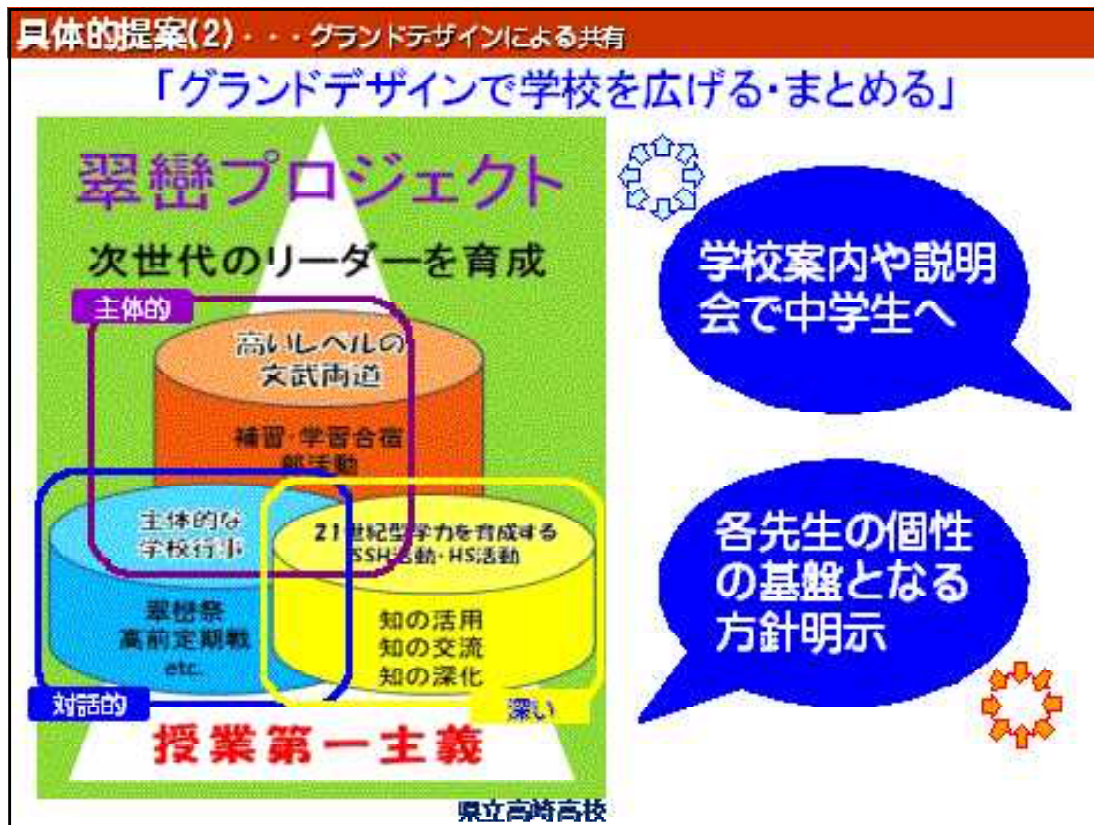 具体的提案(2)・・・グランドデザインによる共有
「グランドデザインで学校を広げる・まとめる」
翠巒プロジェクト
次世代のリーダーを育成
主体的
高いレベルの
文武両道
補習・学習合宿
部活動
主体的な
学校行事
翠巒祭
高前定期戦
etc.
21世紀型学力を育成する
SSH活動・HS活動
知の活用
知の交流
知の深化
対話的
深い
授業第一主義
県立高崎高校
学校案内や説明
会で中学生へ
各先生の個性
の基盤となる
方針明示